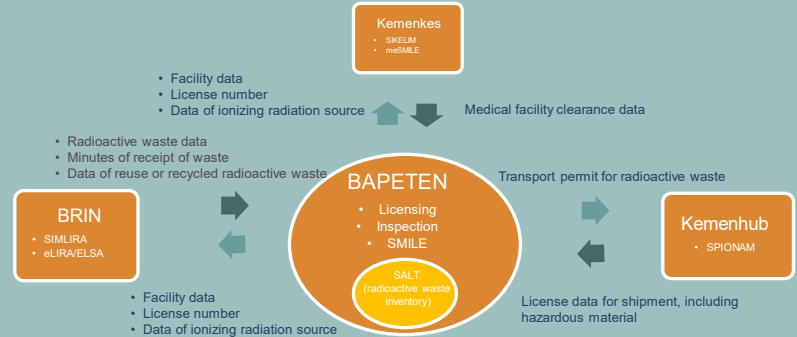 Kemenkes
• SIKELIM
• meSMILE
• Facility data
• License number
• Data of ionizing radiation source
Medical facility clearance data
• Radioactive waste data
• Minutes of receipt of waste
• Data of reuse or recycled radioactive waste
BAPETEN
• Licensing
• Inspection
• SMILE
SALT
(radioactive waste
inventory)
Transport permit for radioactive waste
BRIN
• SIMLIRA
• eLIRA/ELSA
Kemenhub
• SPIONAM
• Facility data
• License number
• Data of ionizing radiation source
License data for shipment, including
hazardous material